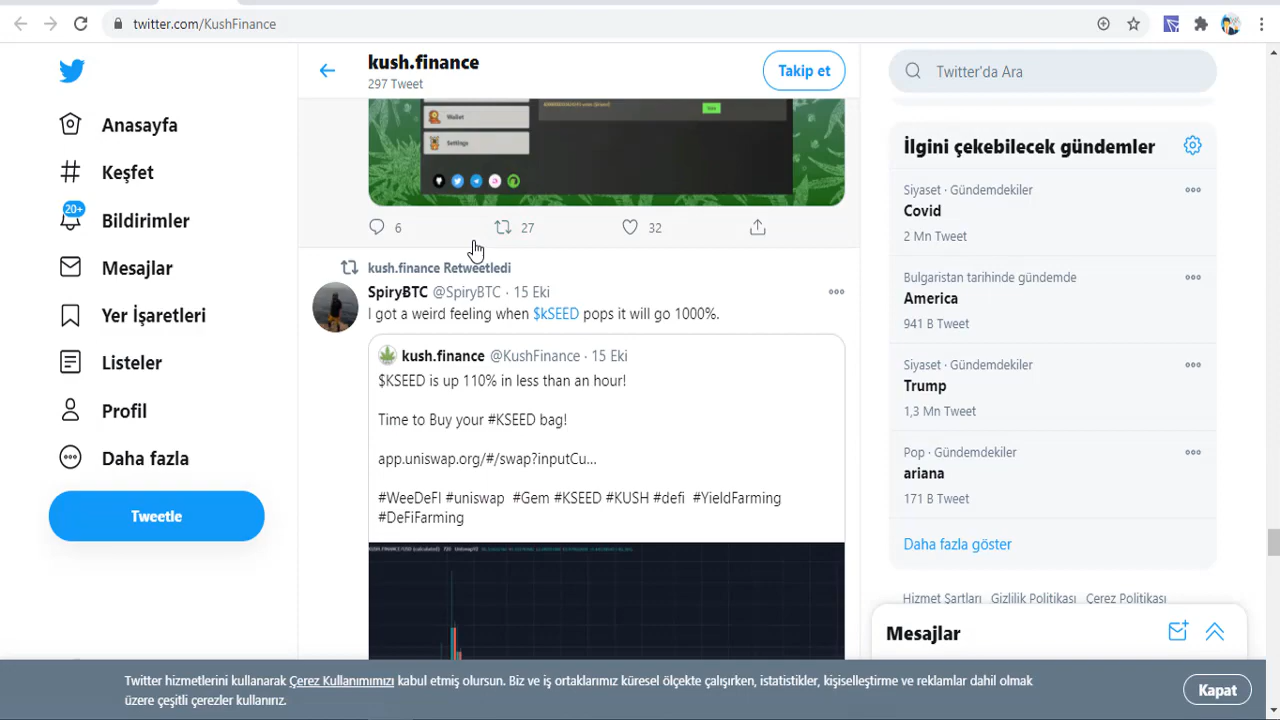 twitter.com/KushFinance
Anasayfa
Keşfet
20+
Bildirimler
Mesajlar
Yer İşaretleri
Listeler
Profil
Daha fazla
Tweetle
kush.finance
297 Tweet
Takip et
Wallet
Settings
6
27
32
kush.finance Retweetledi
SpiryBTC @SpiryBTC · 15 Eki
I got a weird feeling when $kSEED pops it will go 1000%.
kush.finance @KushFinance · 15 Eki
$KSEED is up 110% in less than an hour!
Time to Buy your #KSEED bag!
app.uniswap.org/#/swap?inputCu...
#WeeDeFI #uniswap #Gem #KSEED #KUSH #defi #YieldFarming
#DeFiFarming
Twitter'da Ara
İlgini çekebilecek gündemler
Siyaset · Gündemdekiler
Covid
2 Mn Tweet
Bulgaristan tarihinde gündemde
America
941 B Tweet
Siyaset · Gündemdekiler
Trump
1,3 Mn Tweet
Pop · Gündemdekiler
ariana
171 B Tweet
Daha fazla göster
Hizmet Şartları Gizlilik Politikası Çerez Politikası
Mesajlar
Twitter hizmetlerini kullanarak Çerez Kullanımımızı kabul etmiş olursun. Biz ve iş ortaklarımız küresel ölçekte çalışırken, istatistikler, kişiselleştirme ve reklamlar dahil olmak
üzere çeşitli çerezler kullanırız.
Kapat